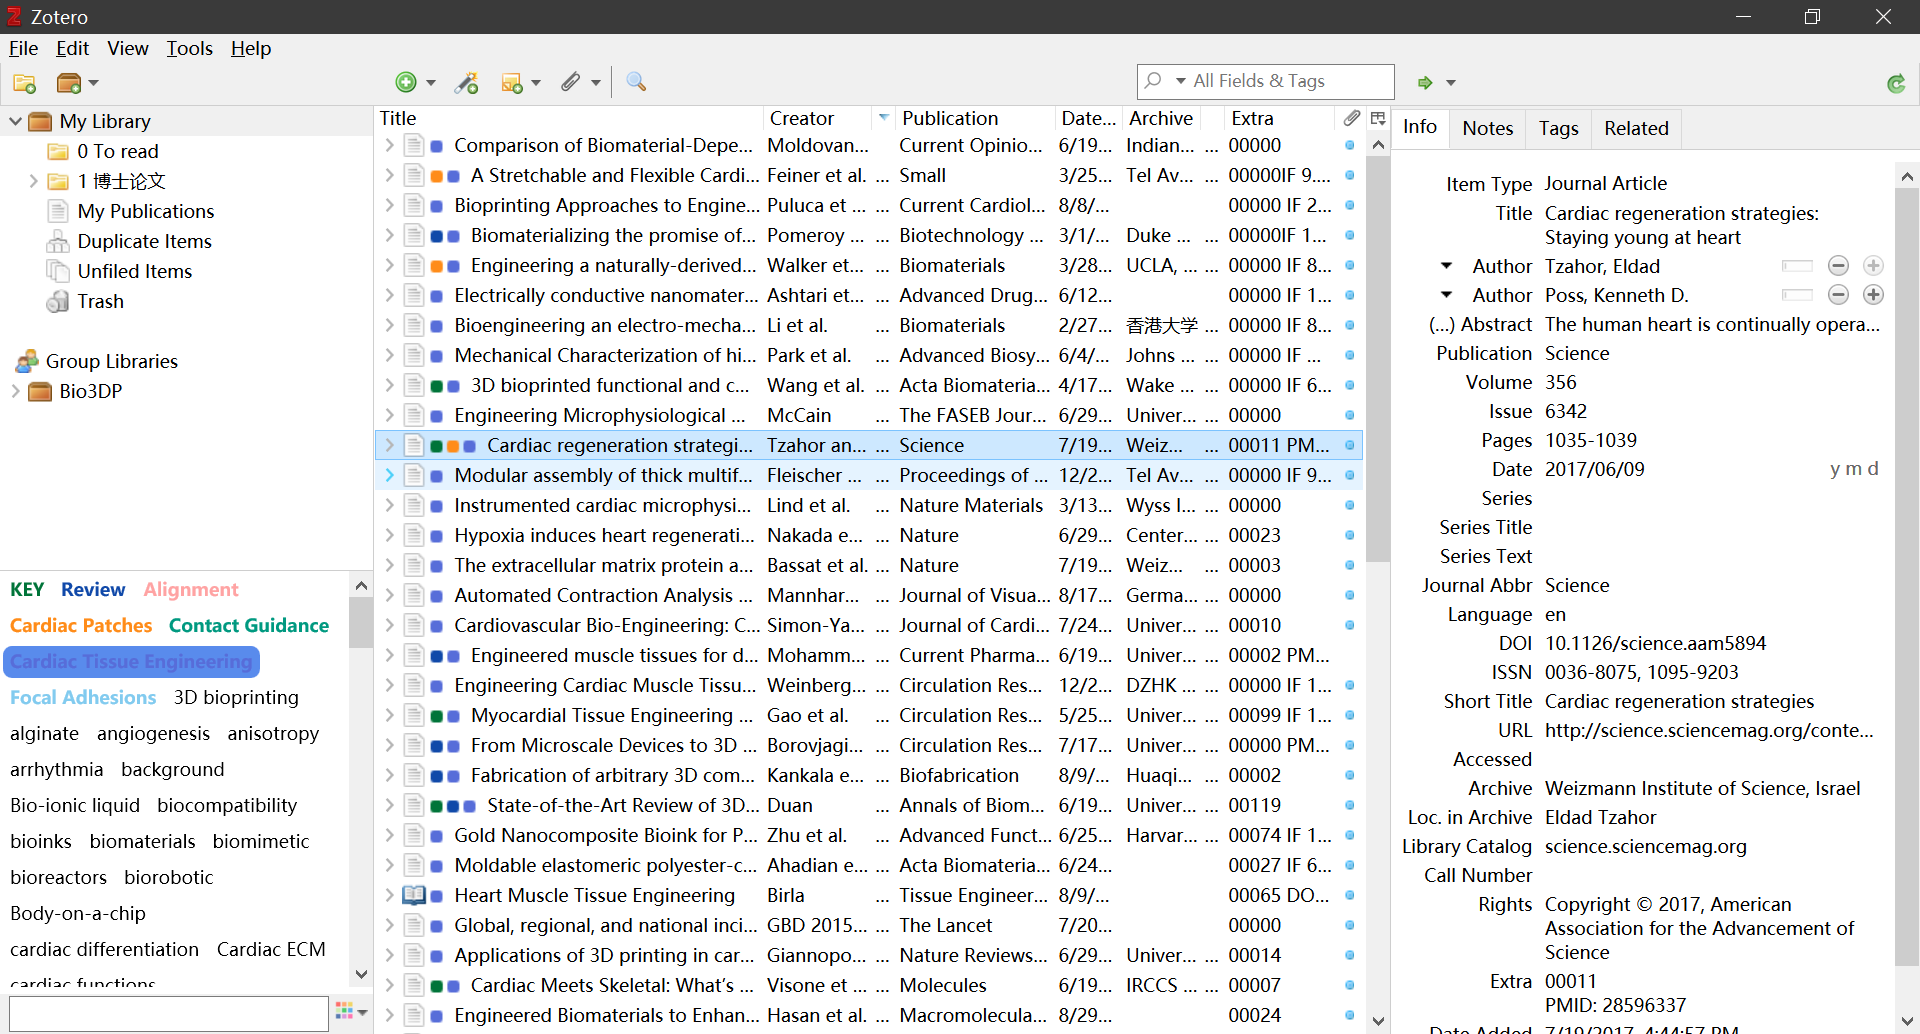 Zotero
File Edit View Tools Help
All Fields & Tags
My Library
0 To read
1 博士论文
My Publications
Duplicate Items
Unfiled Items
Trash
Group Libraries
Bio3DP
KEY Review Alignment
Cardiac Patches Contact Guidance
Cardiac Tissue Engineering
Focal Adhesions 3D bioprinting
alginate angiogenesis anisotropy
arrhythmia background
Bio-ionic liquid biocompatibility
bioinks biomaterials biomimetic
bioreactors biorobotic
Body-on-a-chip
cardiac differentiation Cardiac ECM
cardiac functions
Title Creator Publication Date... Archive Extra
Comparison of Biomaterial-Depe... Moldovan... Current Opinio... 6/19... Indian... ... 00000
A Stretchable and Flexible Cardi... Feiner et al. ... Small 3/25... Tel Av... ... 00000IF 9....
Bioprinting Approaches to Engine... Puluca et ... ... Current Cardiol... 8/8/... 00000 IF 2...
Biomaterializing the promise of... Pomeroy ... ... Biotechnology ... 3/1/... Duke ... ... 00000IF 1...
Engineering a naturally-derived... Walker et... ... Biomaterials 3/28... UCLA, ... ... 00000 IF 8...
Electrically conductive nanomater... Ashtari et... ... Advanced Drug... 6/12... 00000 IF 1...
Bioengineering an electro-mecha... Li et al. ... Biomaterials 2/27... 香港大学 ... 00000 IF 8...
Mechanical Characterization of hi... Park et al. ... Advanced Biosy... 6/4/... Johns ... ... 00000 IF ...
3D bioprinted functional and c... Wang et al. ... Acta Biomateria... 4/17... Wake ... ... 00000 IF 6...
Engineering Microphysiological ... McCain ... The FASEB Jour... 6/29... Univer... ... 00000
Cardiac regeneration strategi... Tzahor an... ... Science 7/19... Weiz... ... 00011 PM...
Modular assembly of thick multif... Fleischer ... ... Proceedings of ... 12/2... Tel Av... ... 00000 IF 9...
Instrumented cardiac microphysi... Lind et al. ... Nature Materials 3/13... Wyss I... ... 00000
Hypoxia induces heart regenerati... Nakada e... ... Nature 6/29... Center... ... 00023
The extracellular matrix protein a... Bassat et al. ... Nature 7/19... Weiz... ... 00003
Automated Contraction Analysis ... Mannhar... ... Journal of Visua... 8/17... Germa... ... 00000
Cardiovascular Bio-Engineering: C... Simon-Ya... ... Journal of Cardi... 7/24... Univer... ... 00010
Engineered muscle tissues for d... Mohamm... ... Current Pharma... 6/19... Univer... ... 00002 PM...
Engineering Cardiac Muscle Tissu... Weinberg... ... Circulation Res... 12/2... DZHK ... ... 00000 IF 1...
Myocardial Tissue Engineering ... Gao et al. ... Circulation Res... 5/25... Univer... ... 00099 IF 1...
From Microscale Devices to 3D ... Borovjagi... ... Circulation Res... 7/17... Univer... ... 00000 PM...
Fabrication of arbitrary 3D com... Kankala e... ... Biofabrication 8/9/... Huaqi... ... 00002
State-of-the-Art Review of 3D... Duan ... Annals of Biom... 6/19... Univer... ... 00119
Gold Nanocomposite Bioink for P... Zhu et al. ... Advanced Funct... 6/25... Harvar... ... 00074 IF 1...
Moldable elastomeric polyester-c... Ahadian e... ... Acta Biomateria... 6/24... 00027 IF 6...
Heart Muscle Tissue Engineering Birla ... Tissue Engineer... 8/9/... 00065 DO...
Global, regional, and national inci... GBD 2015... ... The Lancet 7/20... 00000
Applications of 3D printing in car... Giannopo... ... Nature Reviews... 6/29... Univer... ... 00014
Cardiac Meets Skeletal: What's ... Visone et ... ... Molecules 6/19... IRCCS ... ... 00007
Engineered Biomaterials to Enhan... Hasan et al. ... Macromolecula... 8/29... 00024
Info Notes Tags Related
Item Type Journal Article
Title Cardiac regeneration strategies:
Staying young at heart
Author Tzahor, Eldad
Author Poss, Kenneth D.
(...) Abstract The human heart is continually opera...
Publication Science
Volume 356
Issue 6342
Pages 1035-1039
Date 2017/06/09 y m d
Series
Series Title
Series Text
Journal Abbr Science
Language en
DOI 10.1126/science.aam5894
ISSN 0036-8075, 1095-9203
Short Title Cardiac regeneration strategies
URL http://science.sciencemag.org/conte...
Accessed
Archive Weizmann Institute of Science, Israel
Loc. in Archive Eldad Tzahor
Library Catalog science.sciencemag.org
Call Number
Rights Copyright © 2017, American
Association for the Advancement of
Science
Extra 00011
PMID: 28596337
Date Added 7/19/2017, 4:44:57 PM